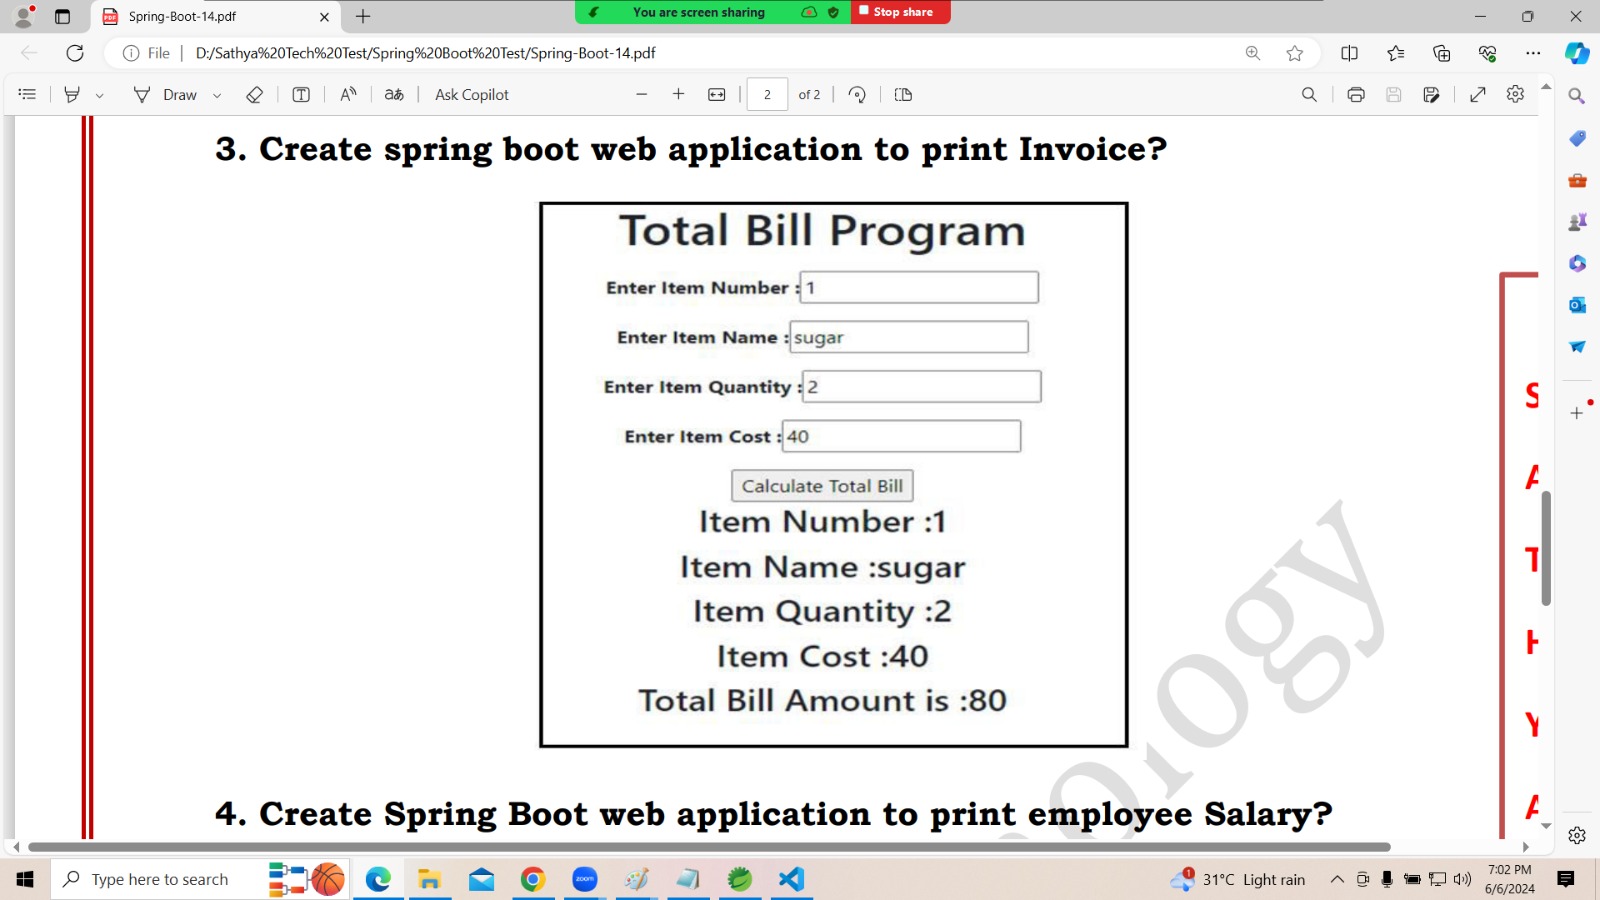 Spring-Boot-14.pdf
You are screen sharing
Stop share
File
D:/Sathya%20Tech%20Test/Spring%20Boot%20Test/Spring-Boot-14.pdf
Draw
Ask Copilot
2 of 2
3. Create spring boot web application to print Invoice?
Total Bill Program
Enter Item Number : 1
Enter Item Name : sugar
Enter Item Quantity : 2
Enter Item Cost : 40
Calculate Total Bill
Item Number :1
Item Name :sugar
Item Quantity :2
Item Cost :40
Total Bill Amount is :80
S
A
T
H
Y
A
ology
4. Create Spring Boot web application to print employee Salary?
Type here to search
zoom
1
31°C Light rain
7:02 PM
6/6/2024